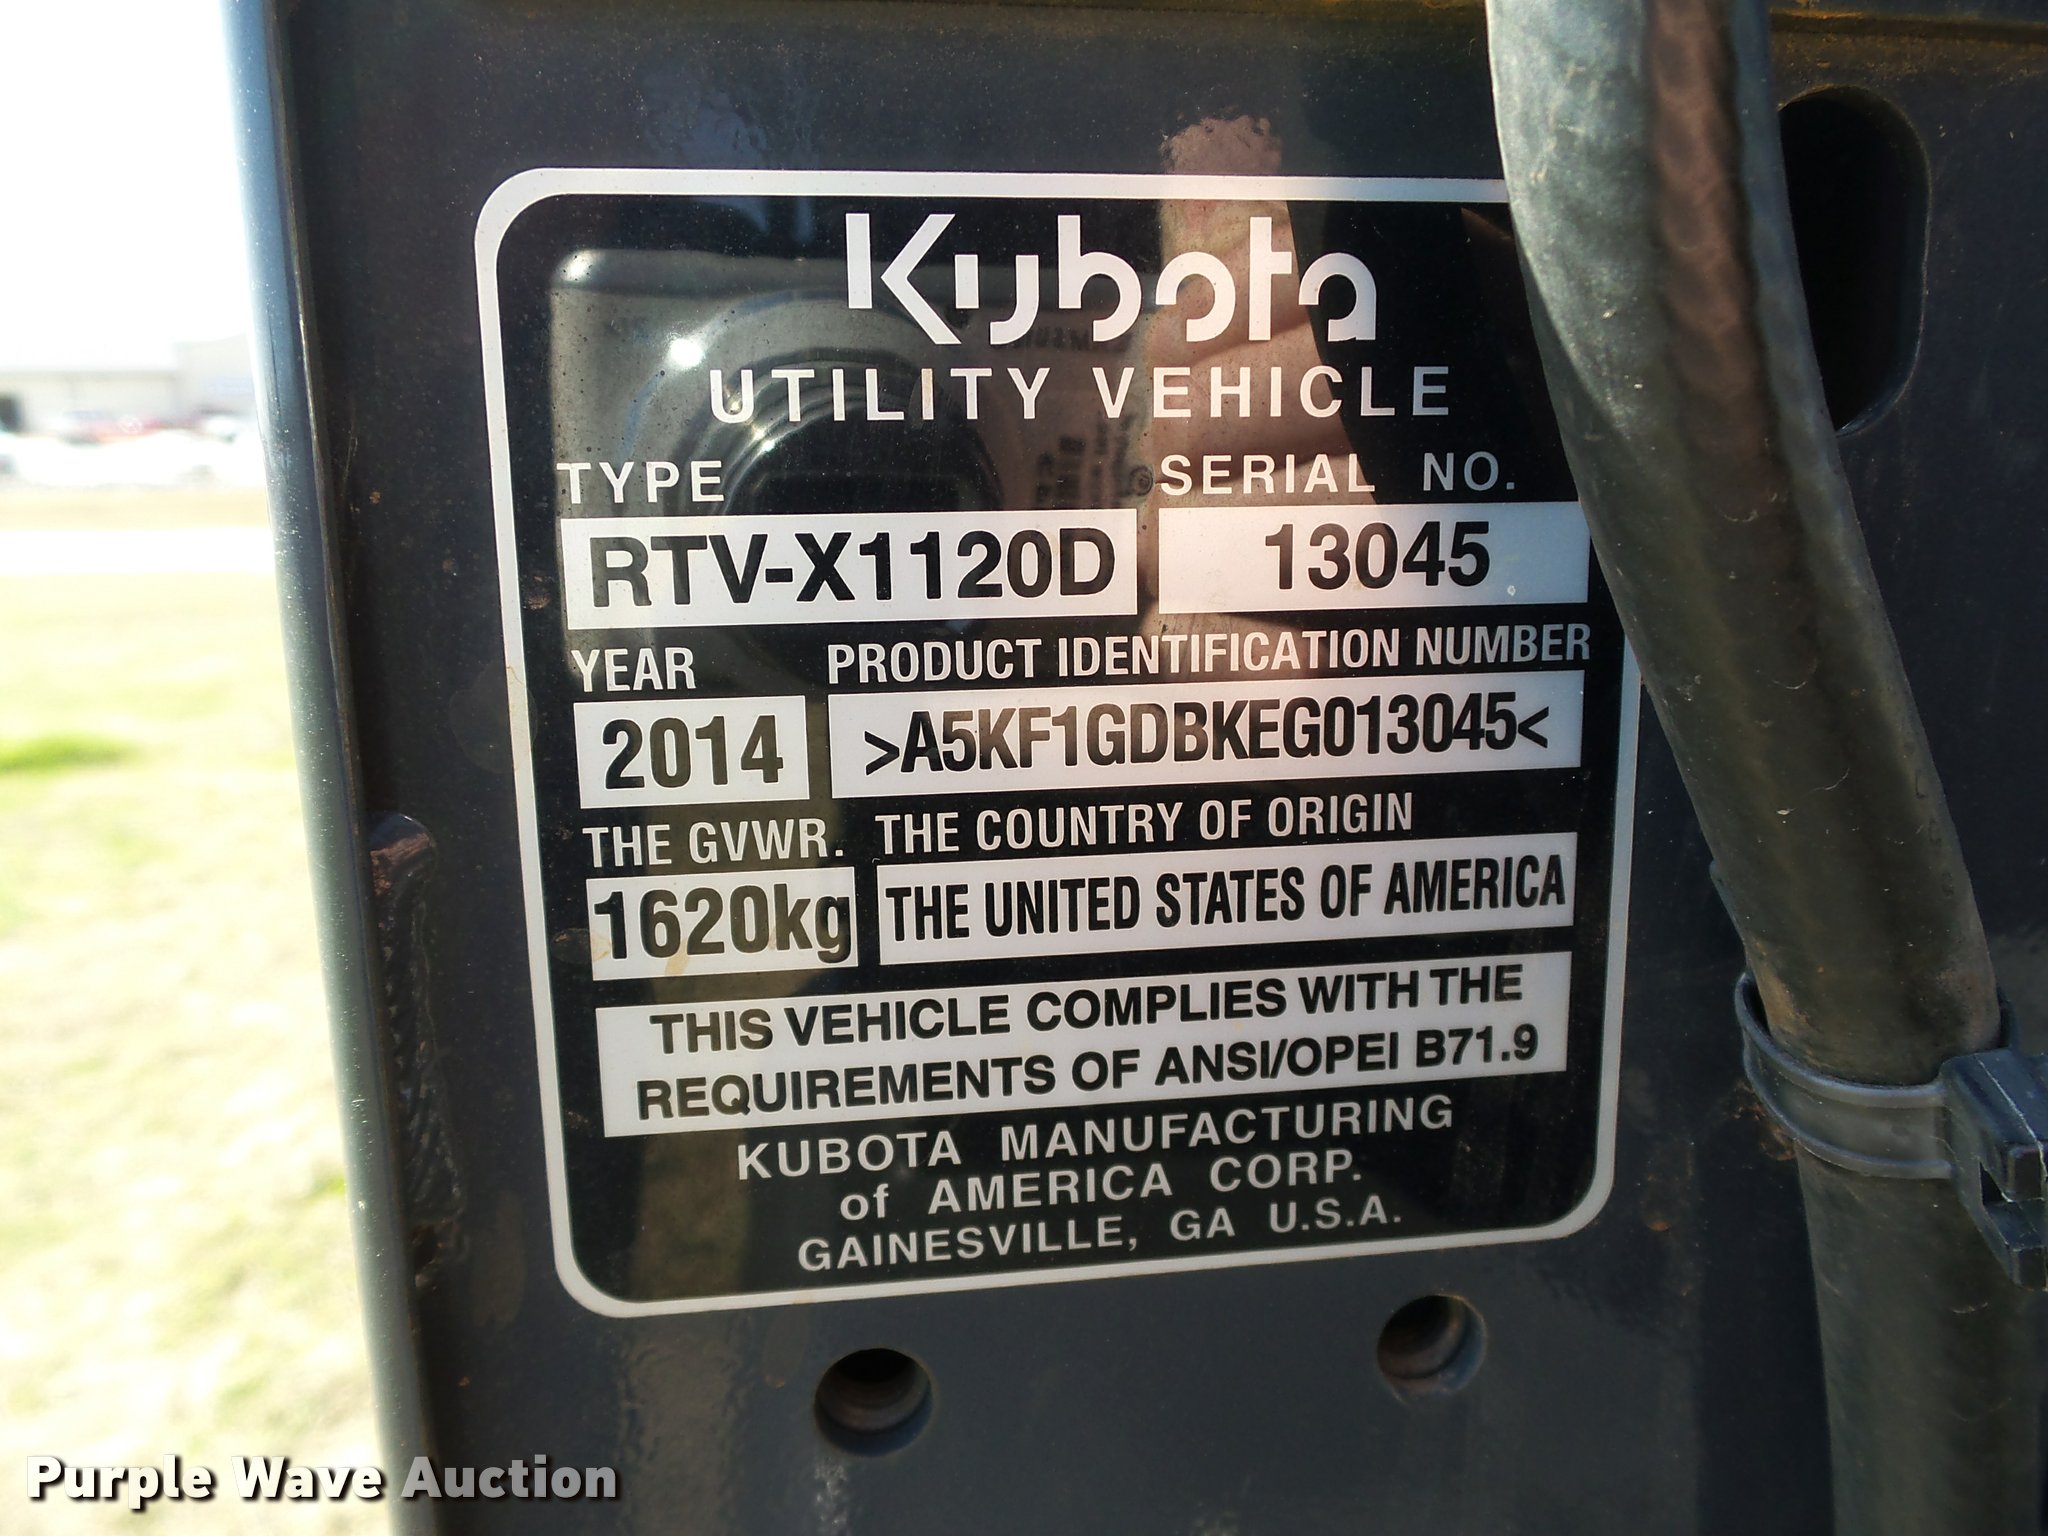 Kubota
UTILITY VEHICLE
TYPE SERIAL NO.
RTV-X1120D 13045
YEAR PRODUCT IDENTIFICATION NUMBER
2014 >A5KF1GDBKEG013045<
THE GVWR. THE COUNTRY OF ORIGIN
1620kg THE UNITED STATES OF AMERICA
THIS VEHICLE COMPLIES WITH THE
REQUIREMENTS OF ANSI/OPEI B71.9
KUBOTA MANUFACTURING
of AMERICA CORP.
GAINESVILLE, GA U.S.A.
Purple Wave Auction